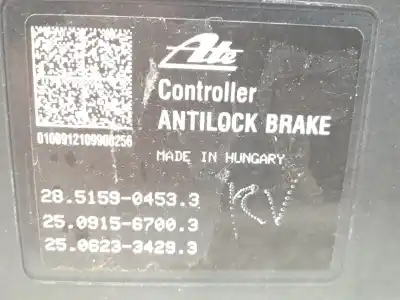 Ate
Controller
ANTILOCK BRAKE
0100912109900256
MADE IN HUNGARY
28.5159-0453.3
25.0915-6700.3
25.0623-3429.3